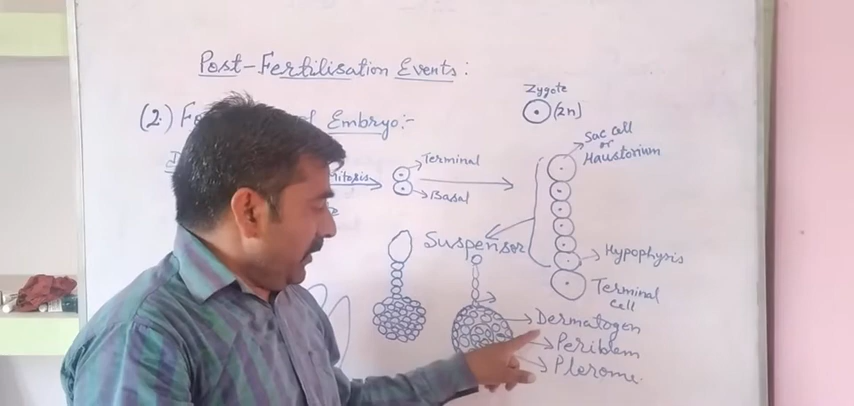 Post-Fertilisation Events:
Zygote
(2n)
(2) Embryo:-
Sac cell
or
Haustorium
Mitosis
Terminal
Basal
Suspensor
Hypophysis
Terminal
cell
Dermatogen
Periblem
Plerome.